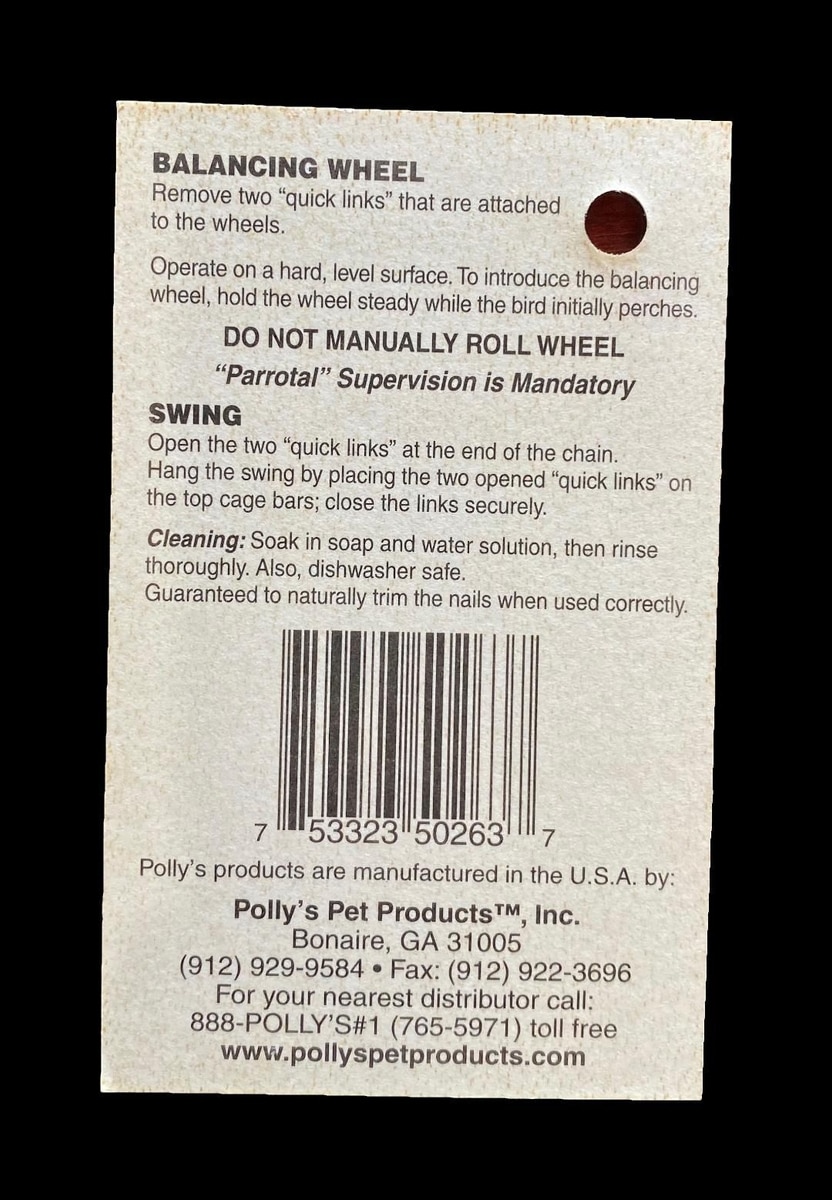 BALANCING WHEEL
Remove two “quick links” that are attached
to the wheels.
Operate on a hard, level surface. To introduce the balancing
wheel, hold the wheel steady while the bird initially perches.
DO NOT MANUALLY ROLL WHEEL
“Parrotal” Supervision is Mandatory
SWING
Open the two “quick links” at the end of the chain.
Hang the swing by placing the two opened “quick links” on
the top cage bars; close the links securely.
Cleaning: Soak in soap and water solution, then rinse
thoroughly. Also, dishwasher safe.
Guaranteed to naturally trim the nails when used correctly.
7 53323 50263 7
Polly’s products are manufactured in the U.S.A. by:
Polly’s Pet Products™, Inc.
Bonaire, GA 31005
(912) 929-9584 • Fax: (912) 922-3696
For your nearest distributor call:
888-POLLY’S#1 (765-5971) toll free
www.pollyspetproducts.com